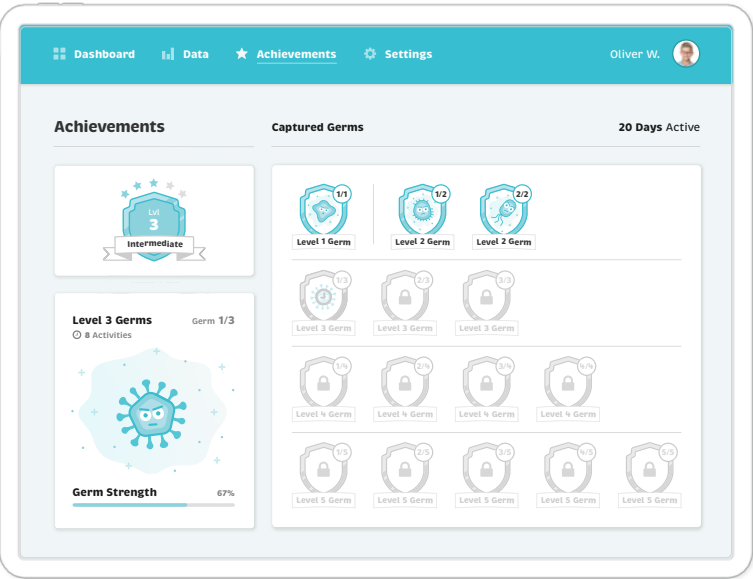 Dashboard
Data
Achievements
Settings
Oliver W.
Achievements
Captured Germs
20 Days Active
Lvl
3
Intermediate
Level 3 Germs
Germ 1/3
8 Activities
Germ Strength
67%
1/1
1/2
2/2
Level 1 Germ
Level 2 Germ
Level 2 Germ
1/3
2/3
3/3
Level 3 Germ
Level 3 Germ
Level 3 Germ
1/4
2/4
3/4
4/4
Level 4 Germ
Level 4 Germ
Level 4 Germ
Level 4 Germ
1/5
2/5
3/5
4/5
5/5
Level 5 Germ
Level 5 Germ
Level 5 Germ
Level 5 Germ
Level 5 Germ